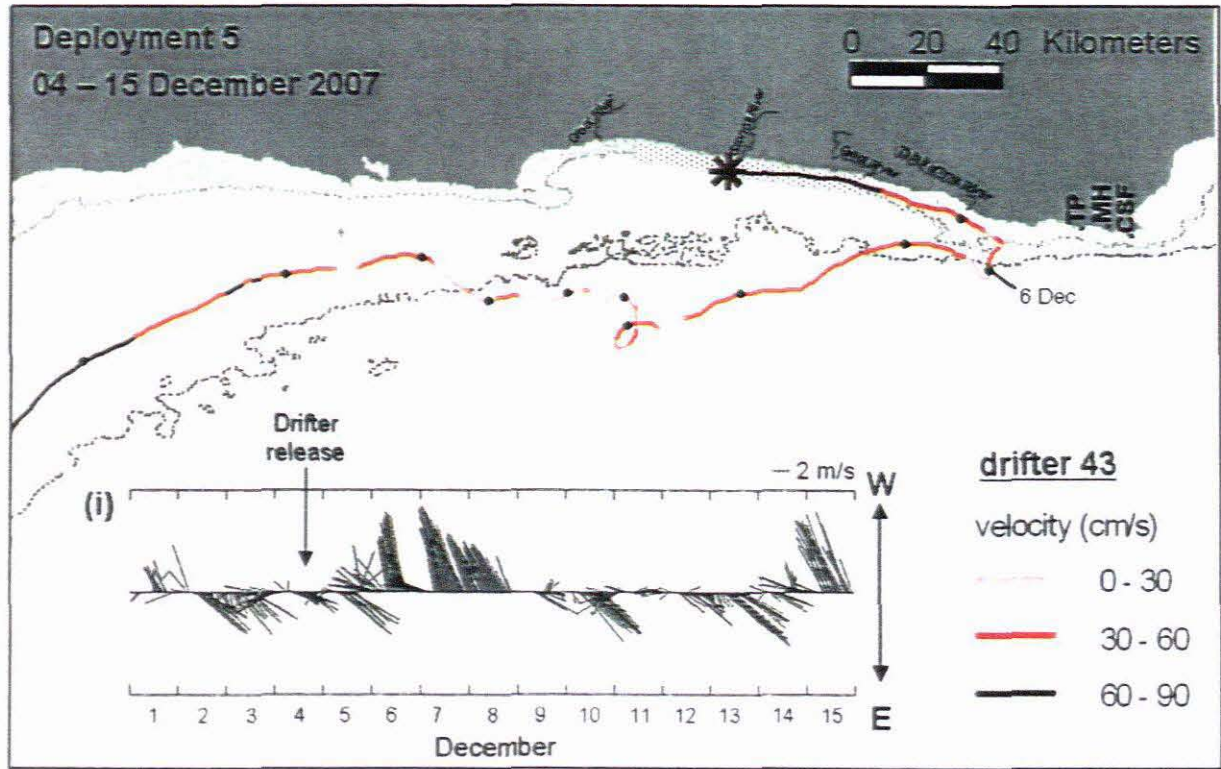 Deployment 5
04 – 15 December 2007
0 20 40 Kilometers
TP
MH
CSF
6 Dec
Drifter
release
— 2 m/s
W
(i)
E
1 2 3 4 5 6 7 8 9 10 11 12 13 14 15
December
drifter 43
velocity (cm/s)
0 - 30
30 - 60
60 - 90